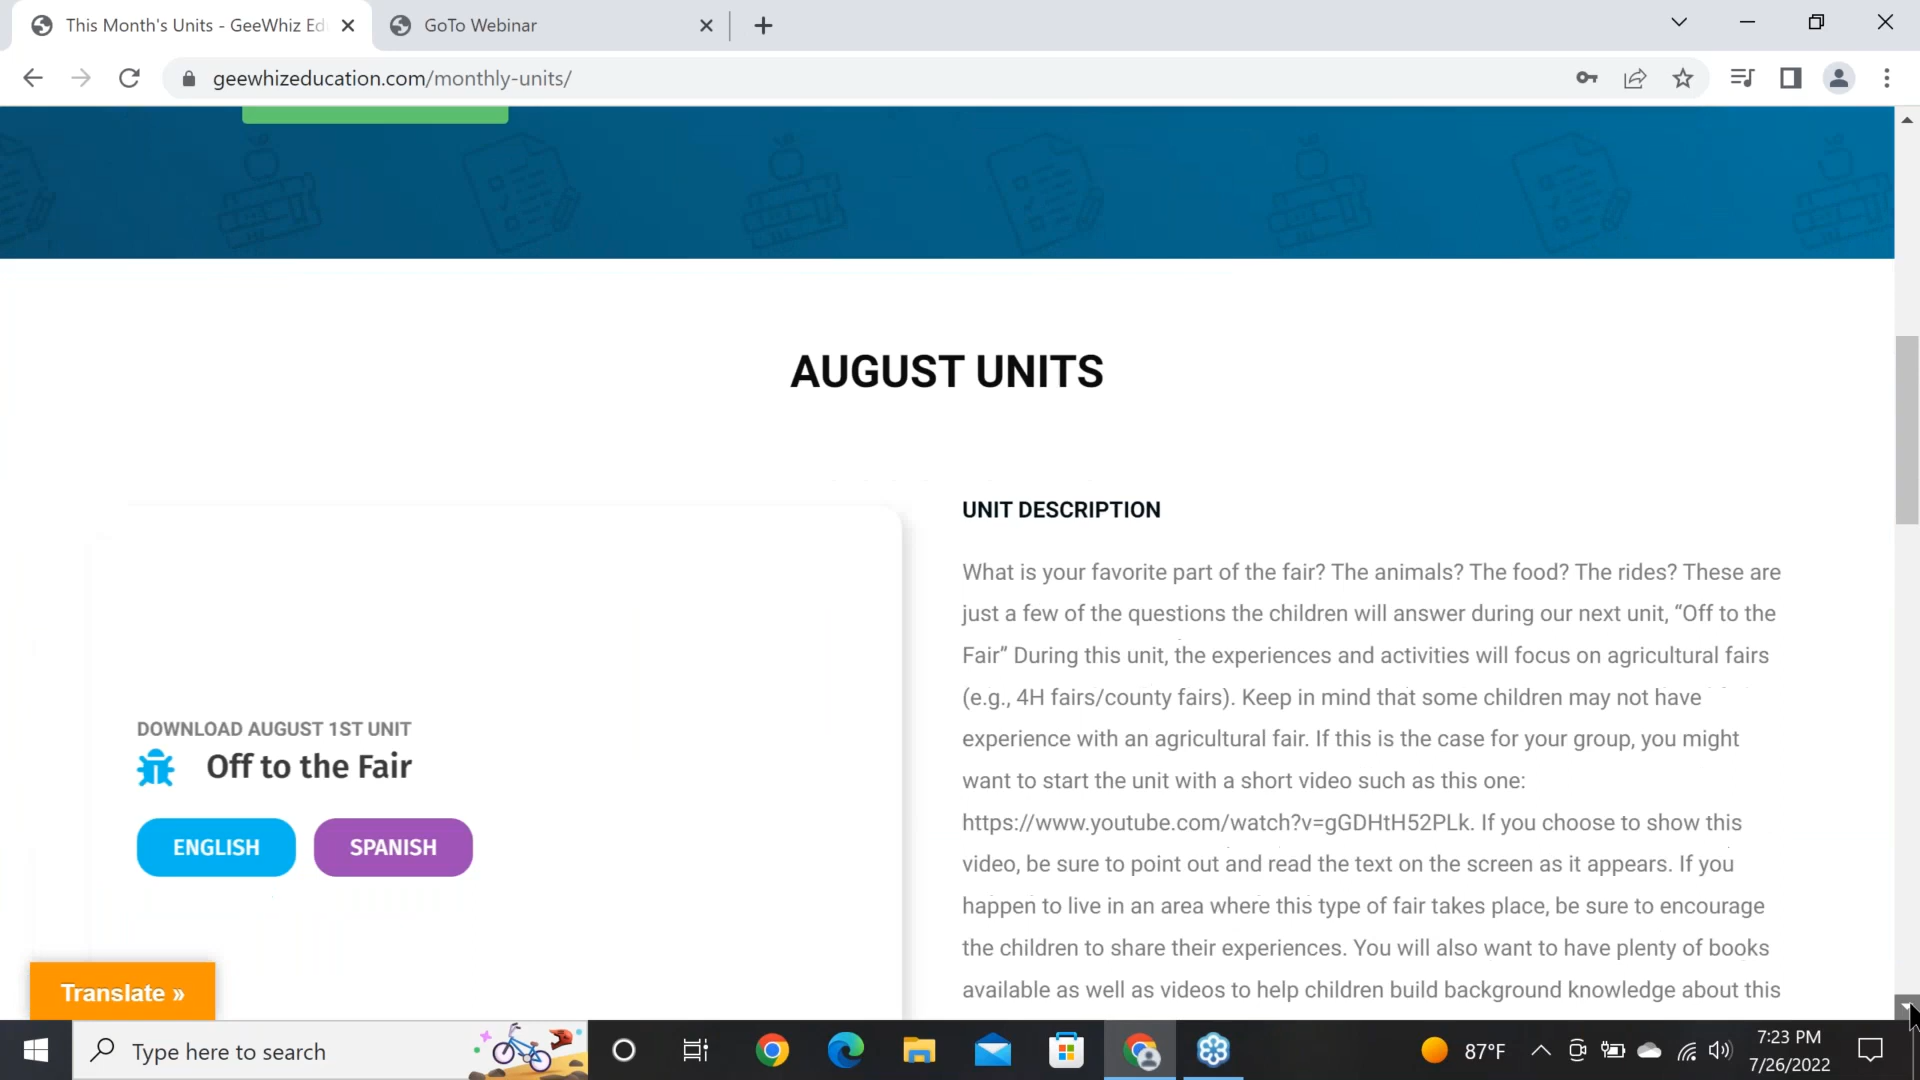 This Month's Units - GeeWhiz Ed
GoTo Webinar
geewhizeducation.com/monthly-units/
AUGUST UNITS
DOWNLOAD AUGUST 1ST UNIT
Off to the Fair
ENGLISH
SPANISH
UNIT DESCRIPTION
What is your favorite part of the fair? The animals? The food? The rides? These are
just a few of the questions the children will answer during our next unit, “Off to the
Fair” During this unit, the experiences and activities will focus on agricultural fairs
(e.g., 4H fairs/county fairs). Keep in mind that some children may not have
experience with an agricultural fair. If this is the case for your group, you might
want to start the unit with a short video such as this one:
https://www.youtube.com/watch?v=gGDHtH52PLk. If you choose to show this
video, be sure to point out and read the text on the screen as it appears. If you
happen to live in an area where this type of fair takes place, be sure to encourage
the children to share their experiences. You will also want to have plenty of books
available as well as videos to help children build background knowledge about this
Translate »
Type here to search
87°F
7:23 PM
7/26/2022